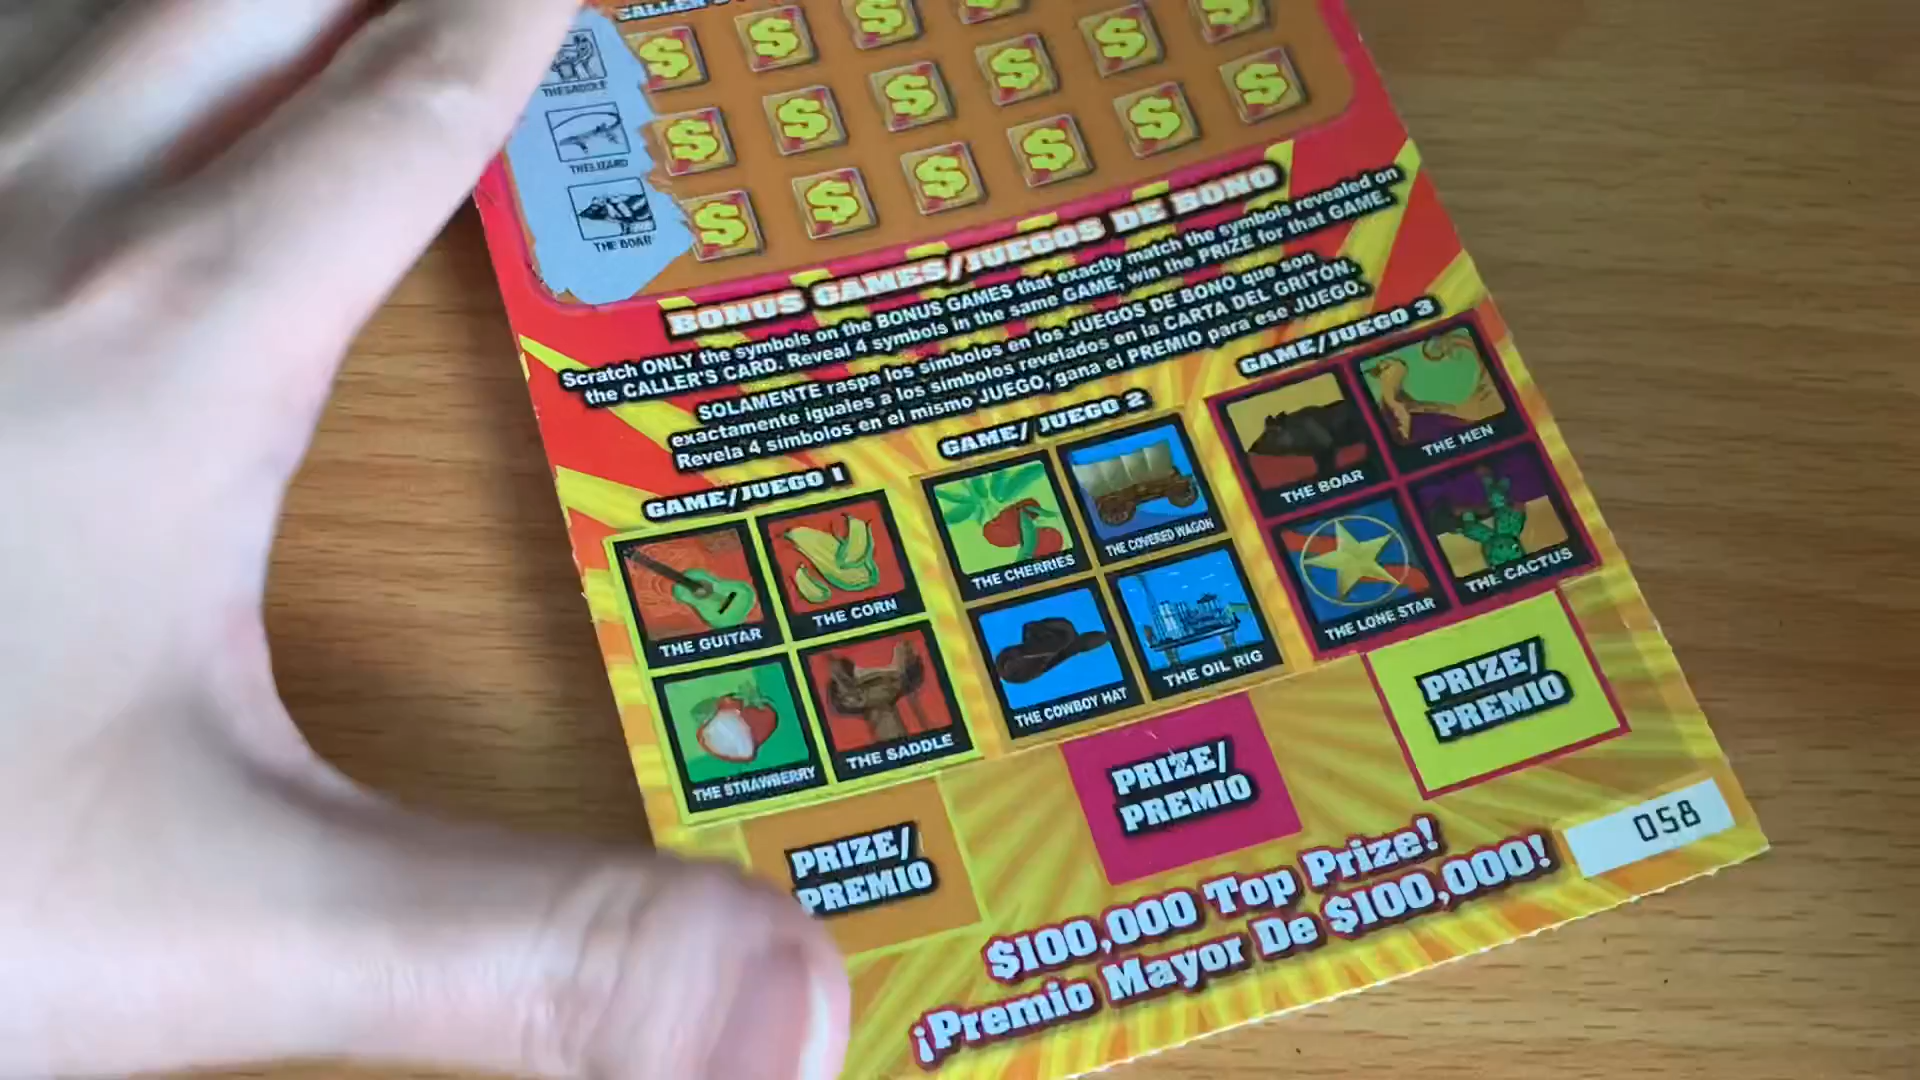 THE SADDLE
THE LIZARD
THE BOAR
BONUS GAMES/JUEGOS DE BONO
Scratch ONLY the symbols on the BONUS GAMES that exactly match the symbols revealed on
the CALLER'S CARD. Reveal 4 symbols in the same GAME, win the PRIZE for that GAME.
SOLAMENTE raspa los símbolos en los JUEGOS DE BONO que son
exactamente iguales a los símbolos revelados en la CARTA DEL GRITÓN.
Revela 4 símbolos en el mismo JUEGO, gana el PREMIO para ese JUEGO.
GAME/JUEGO 1
THE GUITAR
THE CORN
THE STRAWBERRY
THE SADDLE
PRIZE/
PREMIO
GAME/ JUEGO 2
THE CHERRIES
THE COVERED WAGON
THE COWBOY HAT
THE OIL RIG
PRIZE/
PREMIO
GAME/JUEGO 3
THE BOAR
THE HEN
THE LONE STAR
THE CACTUS
PRIZE/
PREMIO
058
$100,000 Top Prize!
¡Premio Mayor De $100,000!